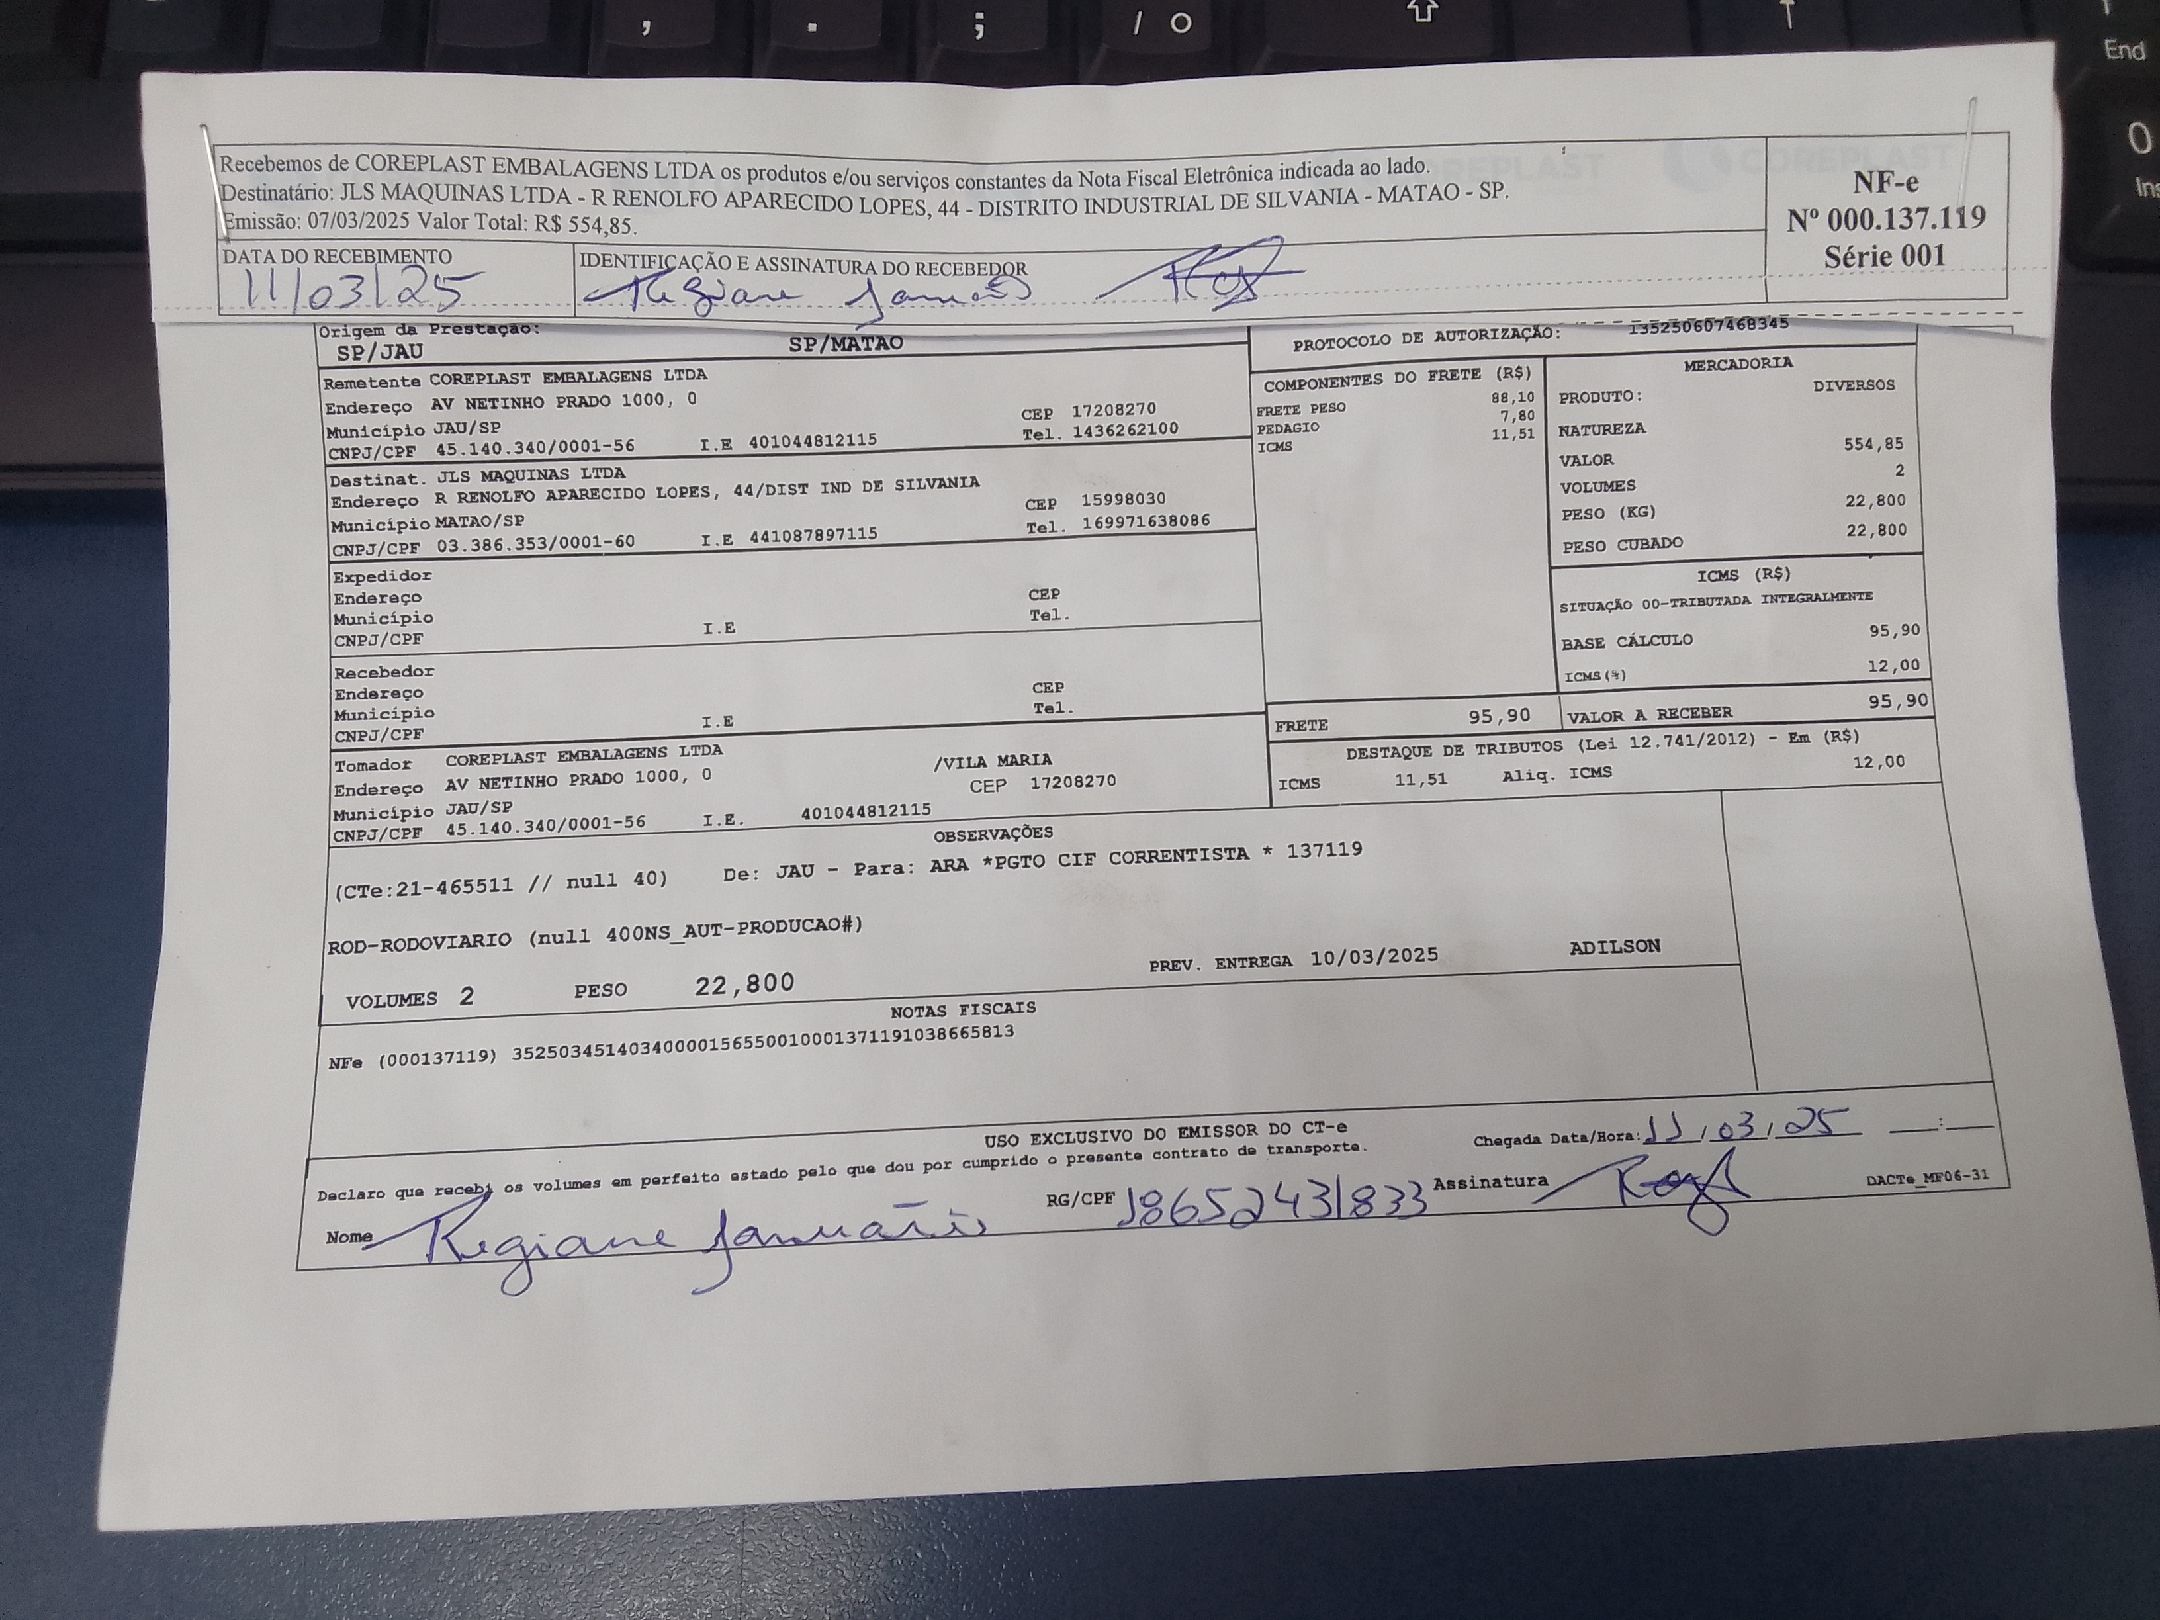 , . ; / O End
0 Ins
Recebemos de COREPLAST EMBALAGENS LTDA os produtos e/ou serviços constantes da Nota Fiscal Eletrônica indicada ao lado.
Destinatário: JLS MAQUINAS LTDA - R RENOLFO APARECIDO LOPES, 44 - DISTRITO INDUSTRIAL DE SILVANIA - MATAO - SP.
Emissão: 07/03/2025 Valor Total: R$ 554,85.
NF-e
Nº 000.137.119
Série 001
DATA DO RECEBIMENTO
11/03/25
IDENTIFICAÇÃO E ASSINATURA DO RECEBEDOR
Regiane Januário
COREPLAST
Origem da Prestação:
SP/JAU SP/MATAO
PROTOCOLO DE AUTORIZAÇÃO: 135250607468345
Remetente COREPLAST EMBALAGENS LTDA
Endereço AV NETINHO PRADO 1000, 0
CEP 17208270
Município JAU/SP
Tel. 1436262100
CNPJ/CPF 45.140.340/0001-56 I.E 401044812115
Destinat. JLS MAQUINAS LTDA
Endereço R RENOLFO APARECIDO LOPES, 44/DIST IND DE SILVANIA
CEP 15998030
Município MATAO/SP
Tel. 169971638086
CNPJ/CPF 03.386.353/0001-60 I.E 441087897115
Expedidor
Endereço CEP
Município Tel.
CNPJ/CPF I.E
Recebedor
Endereço CEP
Município Tel.
CNPJ/CPF I.E
Tomador COREPLAST EMBALAGENS LTDA
Endereço AV NETINHO PRADO 1000, 0 /VILA MARIA
CEP 17208270
Município JAU/SP
CNPJ/CPF 45.140.340/0001-56 I.E. 401044812115
COMPONENTES DO FRETE (R$)
FRETE PESO 88,10
PEDAGIO 7,80
ICMS 11,51
MERCADORIA
PRODUTO: DIVERSOS
NATUREZA
VALOR 554,85
VOLUMES 2
PESO (KG) 22,800
PESO CUBADO 22,800
ICMS (R$)
SITUAÇÃO 00-TRIBUTADA INTEGRALMENTE
BASE CÁLCULO 95,90
ICMS(%) 12,00
FRETE 95,90 VALOR A RECEBER 95,90
DESTAQUE DE TRIBUTOS (Lei 12.741/2012) - Em (R$)
ICMS 11,51 Aliq. ICMS 12,00
OBSERVAÇÕES
(CTe:21-465511 // null 40) De: JAU - Para: ARA *PGTO CIF CORRENTISTA * 137119
ROD-RODOVIARIO (null 400NS_AUT-PRODUCAO#)
VOLUMES 2 PESO 22,800 PREV. ENTREGA 10/03/2025 ADILSON
NOTAS FISCAIS
NFe (000137119) 35250345140340000156550010001371191038665813
USO EXCLUSIVO DO EMISSOR DO CT-e
Chegada Data/Hora: 11/03/25 __:__
Declaro que recebi os volumes em perfeito estado pelo que dou por cumprido o presente contrato de transporte.
Nome Regiane Januário RG/CPF 18652431833 Assinatura
DACTe_MF06-31